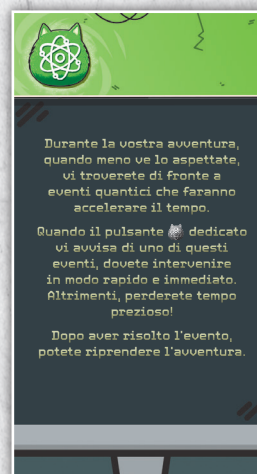 Durante la vostra avventura,
quando meno ve lo aspettate,
vi troverete di fronte a
eventi quantici che faranno
accelerare il tempo.
Quando il pulsante dedicato
vi avvisa di uno di questi
eventi, dovete intervenire
in modo rapido e immediato.
Altrimenti, perderete tempo
prezioso!
Dopo aver risolto l'evento,
potete riprendere l'avventura.